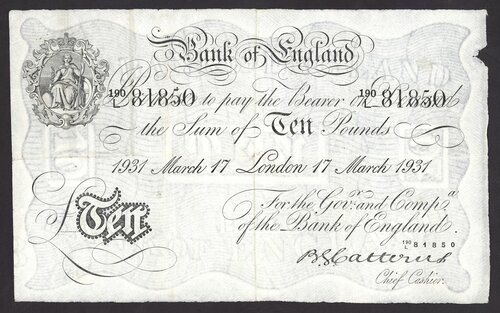 Bank of England
190/L 81850 to pay the Bearer on Demand 190/L 81850
the Sum of Ten Pounds
1931 March 17 London 17 March 1931
For the Govr. and Compa.
of the Bank of England.
£Ten
190/L 81850
B.G. Catterns
Chief Cashier.